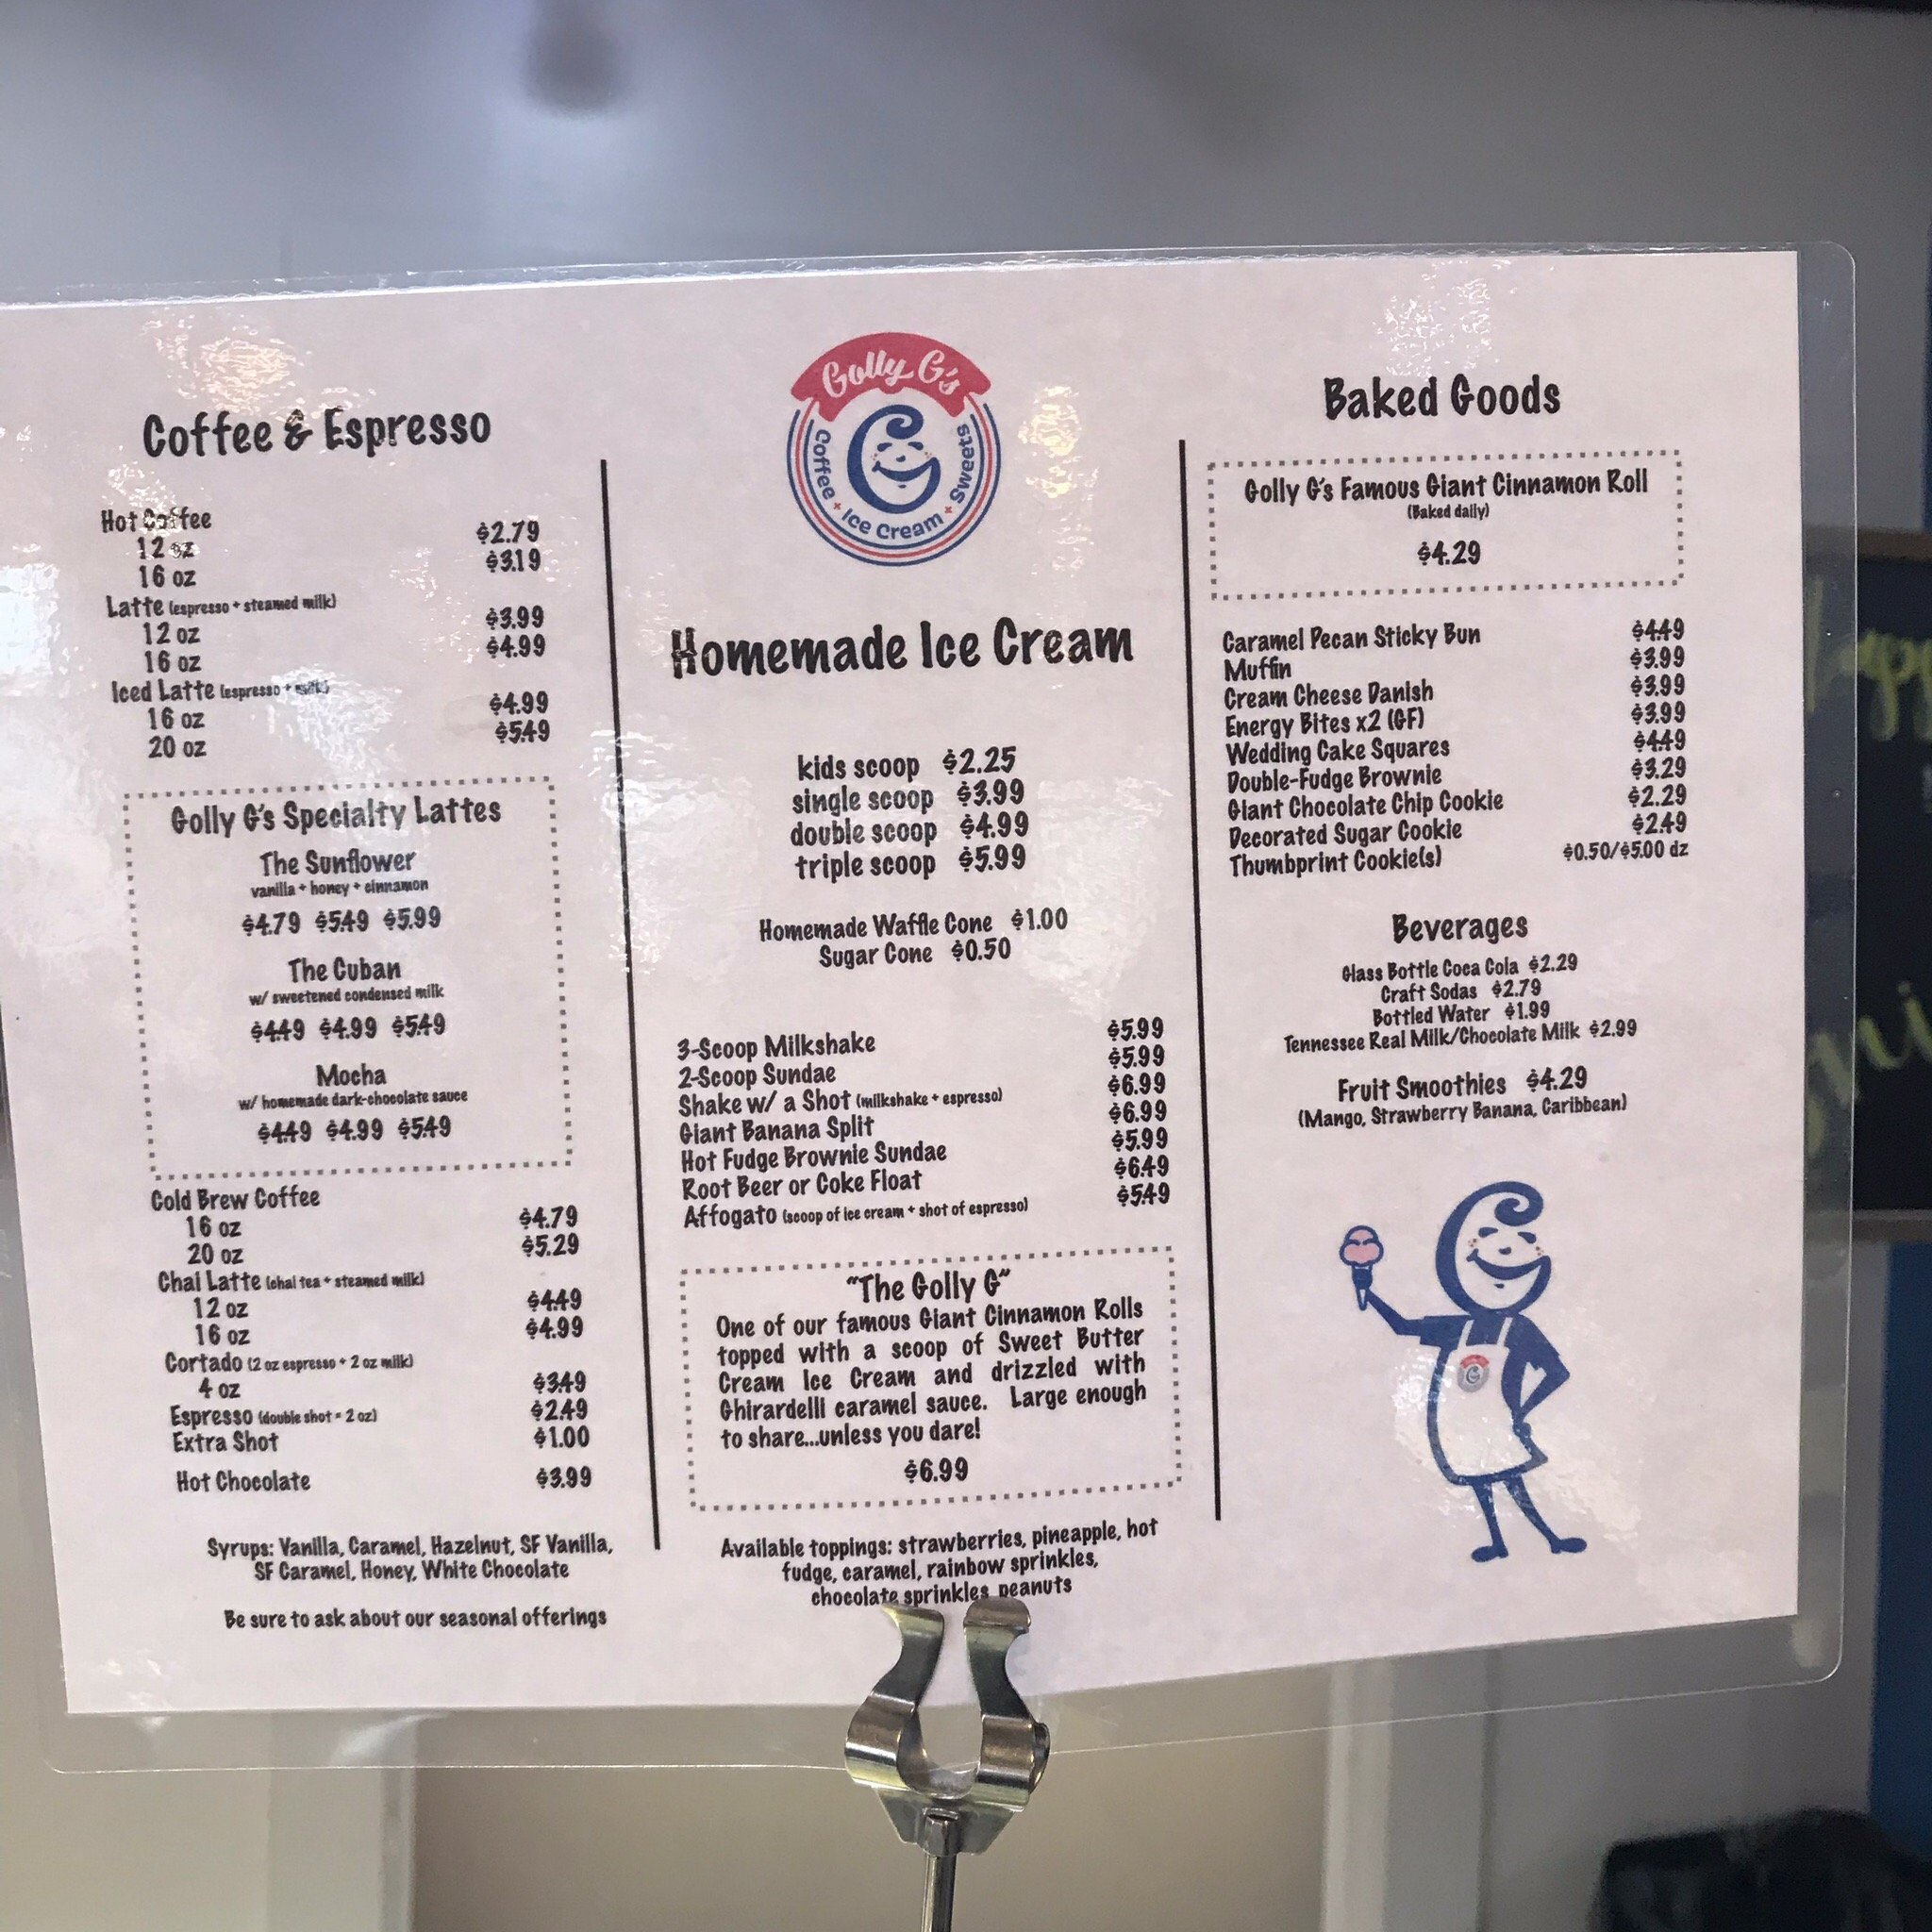 Coffee & Espresso
Hot Coffee
12 oz $2.79
16 oz $3.19
Latte (espresso + steamed milk)
12 oz $3.99
16 oz $4.99
Iced Latte (espresso + milk)
16 oz $4.99
20 oz $5.49
Golly G's Specialty Lattes
The Sunflower
vanilla + honey + cinnamon
$4.79 $5.49 $5.99
The Cuban
w/ sweetened condensed milk
$4.49 $4.99 $5.49
Mocha
w/ homemade dark-chocolate sauce
$4.49 $4.99 $5.49
Cold Brew Coffee
16 oz $4.79
20 oz $5.29
Chai Latte (chai tea + steamed milk)
12 oz $4.49
16 oz $4.99
Cortado (2 oz espresso + 2 oz milk)
4 oz $3.49
Espresso (double shot = 2 oz) $2.49
Extra Shot $1.00
Hot Chocolate $3.99
Syrups: Vanilla, Caramel, Hazelnut, SF Vanilla,
SF Caramel, Honey, White Chocolate
Be sure to ask about our seasonal offerings
Golly G's
Coffee + Ice Cream + Sweets
Homemade Ice Cream
kids scoop $2.25
single scoop $3.99
double scoop $4.99
triple scoop $5.99
Homemade Waffle Cone $1.00
Sugar Cone $0.50
3-Scoop Milkshake $5.99
2-Scoop Sundae $5.99
Shake w/ a Shot (milkshake + espresso) $6.99
Giant Banana Split $6.99
Hot Fudge Brownie Sundae $5.99
Root Beer or Coke Float $6.49
Affogato (scoop of ice cream + shot of espresso) $5.49
"The Golly G"
One of our famous Giant Cinnamon Rolls
topped with a scoop of Sweet Butter
Cream Ice Cream and drizzled with
Ghirardelli caramel sauce. Large enough
to share...unless you dare!
$6.99
Available toppings: strawberries, pineapple, hot
fudge, caramel, rainbow sprinkles,
chocolate sprinkles, peanuts
Baked Goods
Golly G's Famous Giant Cinnamon Roll
(Baked daily)
$4.29
Caramel Pecan Sticky Bun $4.49
Muffin $3.99
Cream Cheese Danish $3.99
Energy Bites x2 (GF) $3.99
Wedding Cake Squares $4.49
Double-Fudge Brownie $3.29
Giant Chocolate Chip Cookie $2.29
Decorated Sugar Cookie $2.49
Thumbprint Cookie(s) $0.50/$5.00 dz
Beverages
Glass Bottle Coca Cola $2.29
Craft Sodas $2.79
Bottled Water $1.99
Tennessee Real Milk/Chocolate Milk $2.99
Fruit Smoothies $4.29
(Mango, Strawberry Banana, Caribbean)